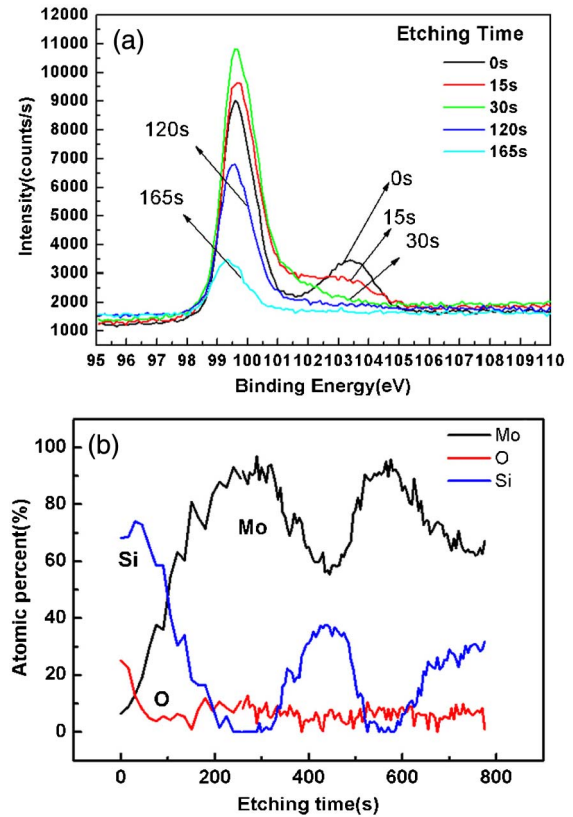 (a)
Etching Time
0s
15s
30s
120s
165s
120s
165s
0s
15s
30s
12000
11000
10000
9000
8000
7000
6000
5000
4000
3000
2000
1000
Intensity(counts/s)
95 96 97 98 99 100 101 102 103 104 105 106 107 108 109 110
Binding Energy(eV)
(b)
Mo
O
Si
Si
Mo
O
100
80
60
40
20
0
Atomic percent(%)
0 200 400 600 800
Etching time(s)